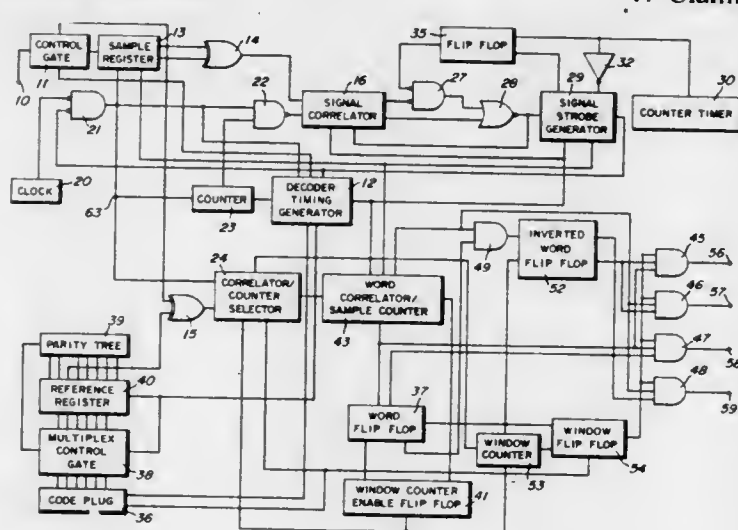 35
FLIP FLOP
CONTROL GATE
13
SAMPLE REGISTER
14
32
30
COUNTER TIMER
10
11
16
SIGNAL CORRELATOR
27
28
29
SIGNAL STROBE GENERATOR
22
21
20
CLOCK
12
DECODER TIMING GENERATOR
COUNTER
23
63
24
CORRELATOR/ COUNTER SELECTOR
WORD CORRELATOR/ SAMPLE COUNTER
43
49
INVERTED WORD FLIP FLOP
52
45
56
46
57
47
58
48
59
15
39
PARITY TREE
40
REFERENCE REGISTER
MULTIPLEX CONTROL GATE
38
CODE PLUG
36
37
WORD FLIP FLOP
WINDOW COUNTER
53
WINDOW FLIP FLOP
54
WINDOW COUNTER ENABLE FLIP FLOP
41